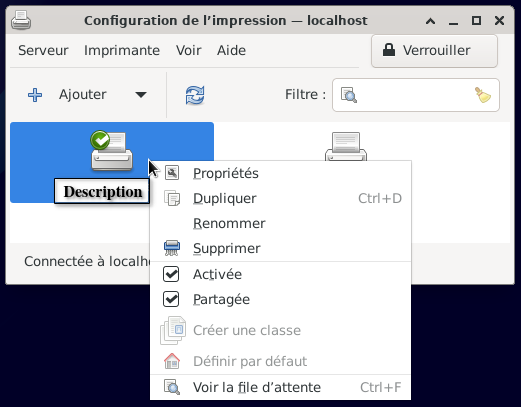 Configuration de l’impression — localhost
Serveur Imprimante Voir Aide Verrouiller
Ajouter Filtre :
Description
Propriétés
Dupliquer Ctrl+D
Renommer
Supprimer
Connectée à localho
Activée
Partagée
Créer une classe
Définir par défaut
Voir la file d’attente Ctrl+F